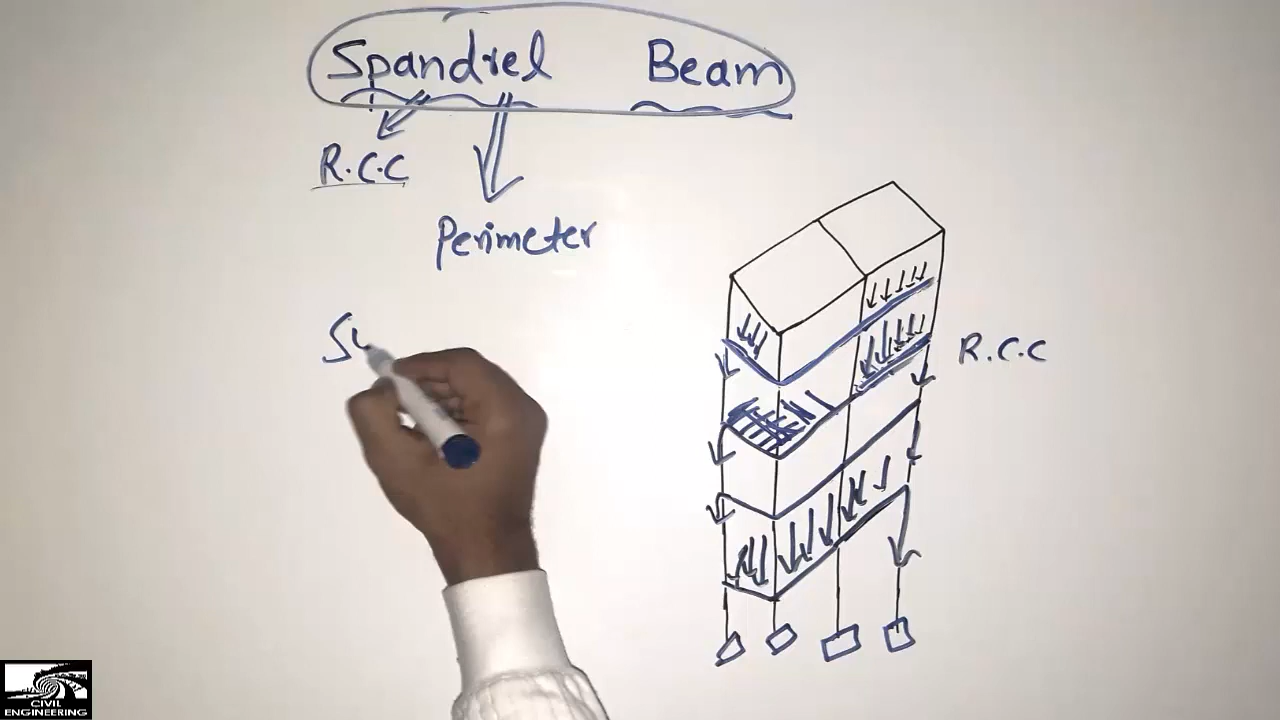 Spandrel Beam
R.C.C
Perimeter
R.C.C
CIVIL
ENGINEERING